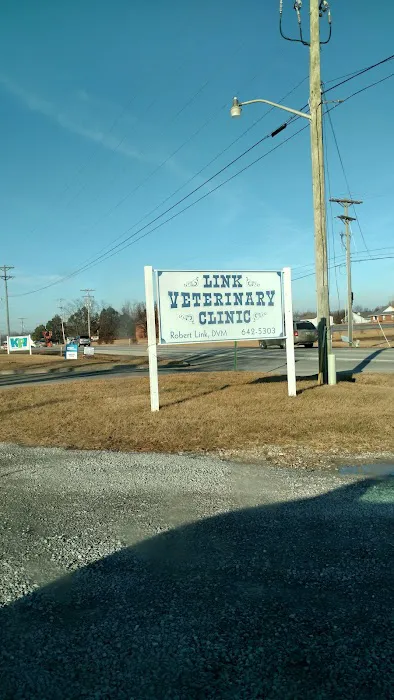 LINK
VETERINARY
CLINIC
Robert Link, DVM 642-5303